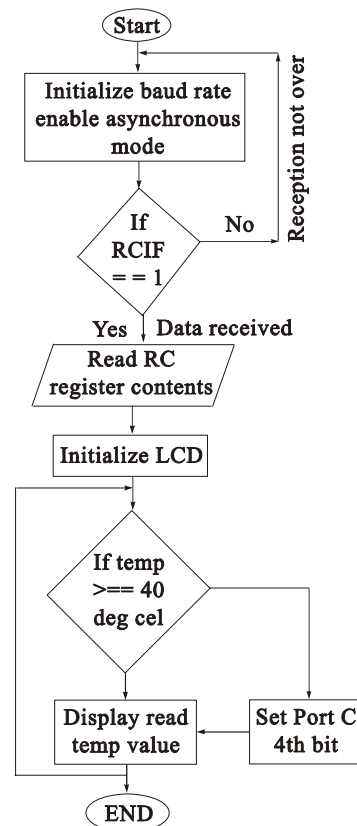 Start
Initialize baud rate
enable asynchronous
mode
Reception not over
If
RCIF
= = 1
No
Yes
Data received
Read RC
register contents
Initialize LCD
If temp
>== 40
deg cel
Display read
temp value
Set Port C
4th bit
END